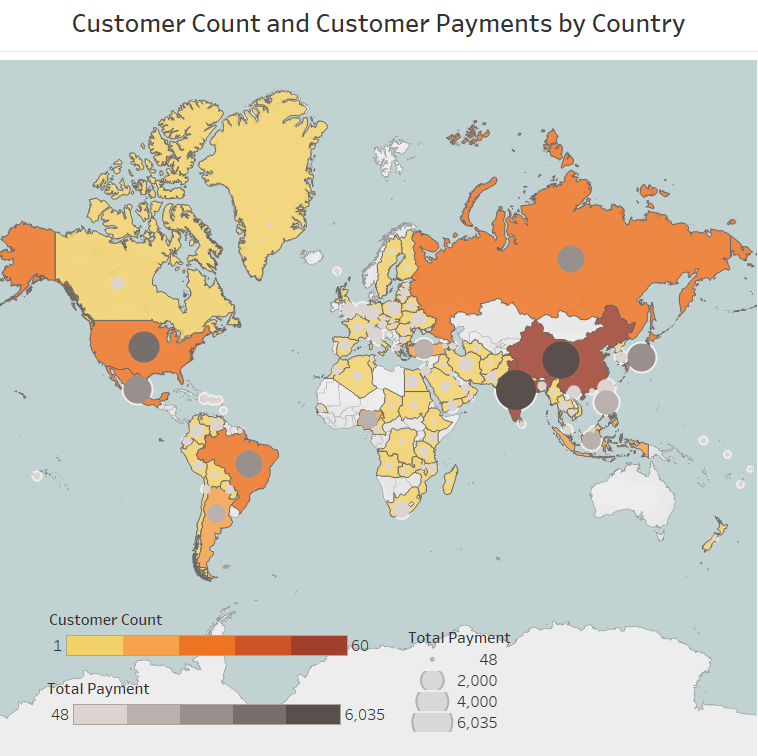 Customer Count and Customer Payments by Country
Customer Count
1 60
Total Payment
48 6,035
Total Payment
48
2,000
4,000
6,035